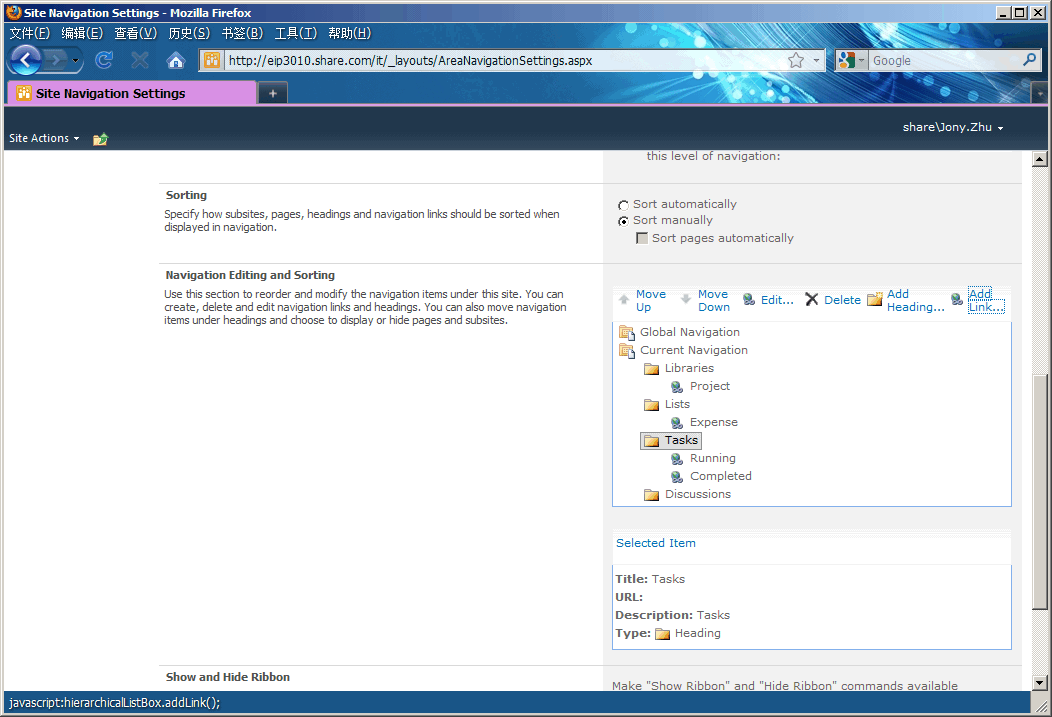 Site Navigation Settings - Mozilla Firefox
文件(F) 编辑(E) 查看(V) 历史(S) 书签(B) 工具(T) 帮助(H)
http://eip3010.share.com/it/_layouts/AreaNavigationSettings.aspx
Google
Site Navigation Settings
+
share\Jony.Zhu
Site Actions
this level of navigation:
Sorting
Specify how subsites, pages, headings and navigation links should be sorted when
displayed in navigation.
Sort automatically
Sort manually
Sort pages automatically
Navigation Editing and Sorting
Use this section to reorder and modify the navigation items under this site. You can
create, delete and edit navigation links and headings. You can also move navigation
items under headings and choose to display or hide pages and subsites.
Move Up
Move Down
Edit...
Delete
Add Heading...
Add Link...
Global Navigation
Current Navigation
Libraries
Project
Lists
Expense
Tasks
Running
Completed
Discussions
Selected Item
Title: Tasks
URL:
Description: Tasks
Type: Heading
Show and Hide Ribbon
Make "Show Ribbon" and "Hide Ribbon" commands available
javascript:hierarchicalListBox.addLink();